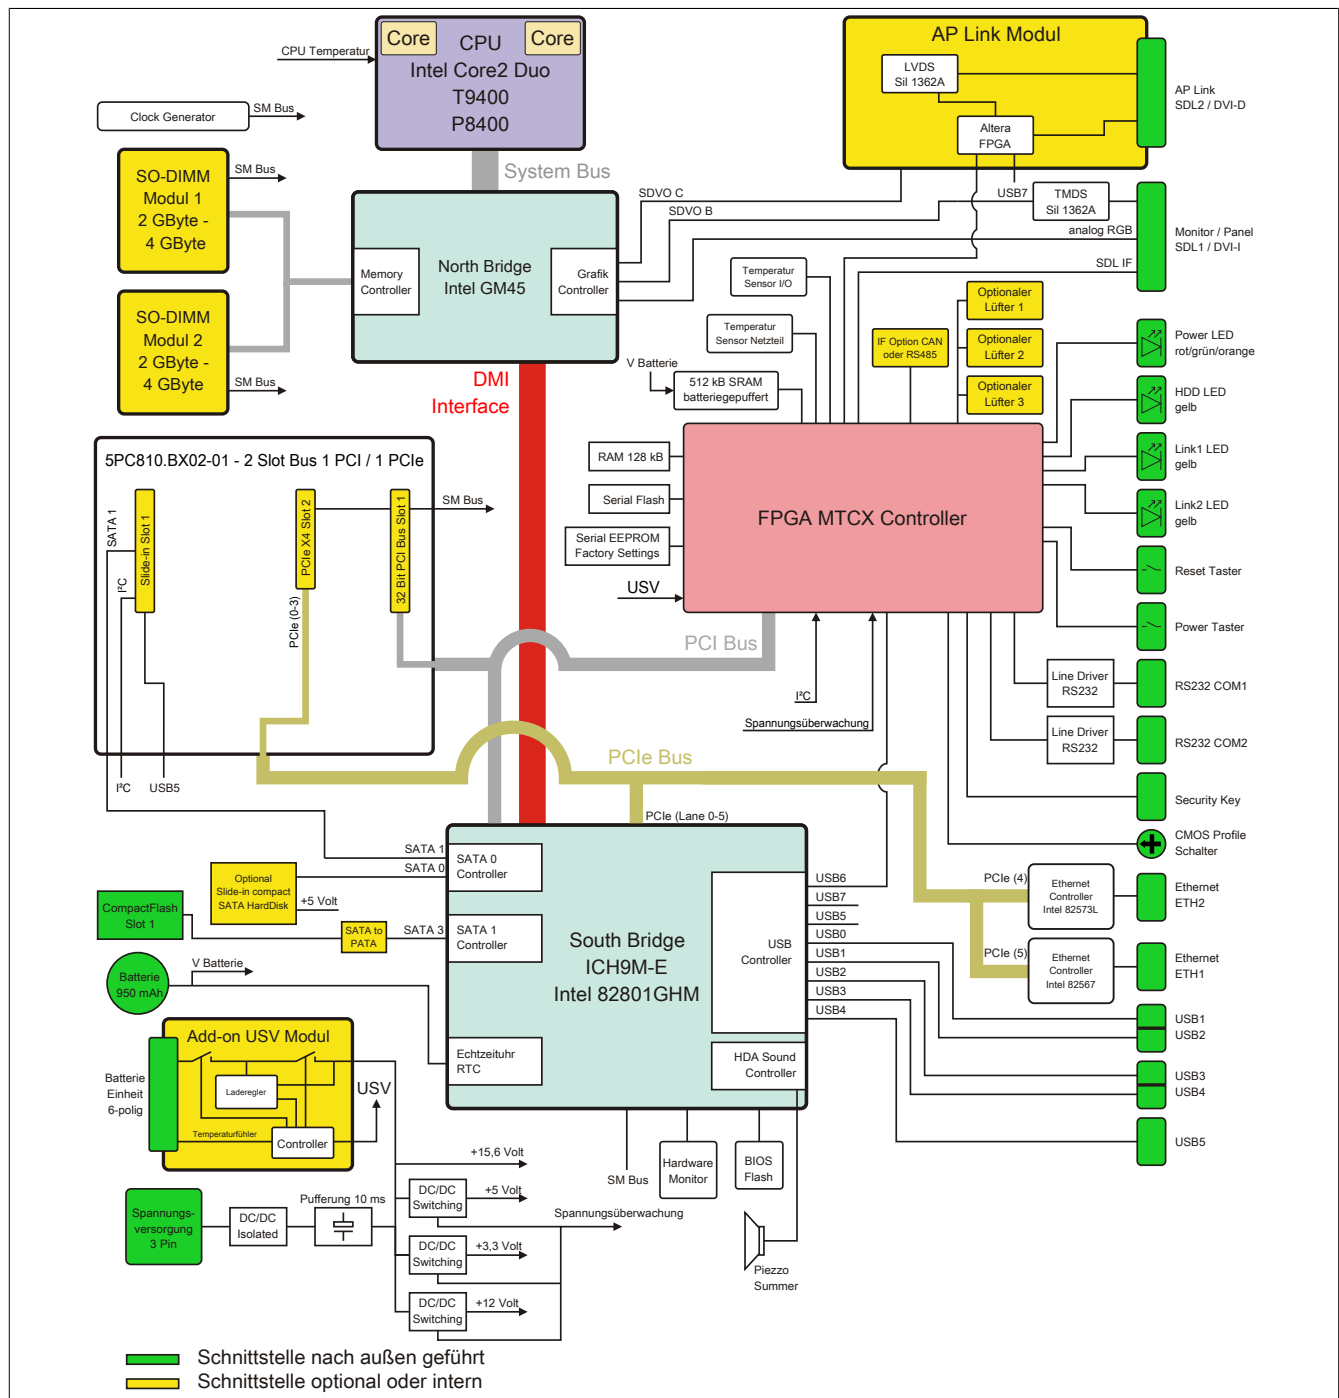 Core
CPU
Core
Intel Core2 Duo
T9400
P8400
CPU Temperatur
Clock Generator
SM Bus
SO-DIMM
Modul 1
2 GByte -
4 GByte
SM Bus
SO-DIMM
Modul 2
2 GByte -
4 GByte
SM Bus
System Bus
Memory
Controller
North Bridge
Intel GM45
Grafik
Controller
DMI
Interface
SDVO C
SDVO B
analog RGB
SDL IF
USB7
AP Link Modul
LVDS
Sil 1362A
Altera
FPGA
AP Link
SDL2 / DVI-D
TMDS
Sil 1362A
Monitor / Panel
SDL1 / DVI-I
Temperatur
Sensor I/O
Temperatur
Sensor Netzteil
V Batterie
512 kB SRAM
batteriegepuffert
IF Option CAN
oder RS485
Optionaler
Lüfter 1
Optionaler
Lüfter 2
Optionaler
Lüfter 3
Power LED
rot/grün/orange
HDD LED
gelb
Link1 LED
gelb
Link2 LED
gelb
Reset Taster
Power Taster
RAM 128 kB
Serial Flash
Serial EEPROM
Factory Settings
USV
FPGA MTCX Controller
5PC810.BX02-01 - 2 Slot Bus 1 PCI / 1 PCIe
SATA 1
I²C
Slide-in Slot 1
PCIe X4 Slot 2
PCIe (0-3)
32 Bit PCI Bus Slot 1
SM Bus
I²C
USB5
PCI Bus
I²C
Spannungsüberwachung
Line Driver
RS232
RS232 COM1
Line Driver
RS232
RS232 COM2
Security Key
CMOS Profile
Schalter
PCIe Bus
PCIe (Lane 0-5)
PCIe (4)
Ethernet
Controller
Intel 82573L
Ethernet
ETH2
PCIe (5)
Ethernet
Controller
Intel 82567
Ethernet
ETH1
SATA 1
SATA 0
SATA 0
Controller
Optional
Slide-in compact
SATA HardDisk
+5 Volt
CompactFlash
Slot 1
SATA to
PATA
SATA 3
SATA 1
Controller
Batterie
950 mAh
V Batterie
Echtzeituhr
RTC
South Bridge
ICH9M-E
Intel 82801GHM
USB
Controller
HDA Sound
Controller
USB6
USB7
USB5
USB0
USB1
USB2
USB3
USB4
USB1
USB2
USB3
USB4
USB5
Add-on USV Modul
Laderegler
Temperaturfühler
Controller
Batterie
Einheit
6-polig
USV
SM Bus
Hardware
Monitor
BIOS
Flash
Piezzo
Summer
Spannungs-
versorgung
3 Pin
DC/DC
Isolated
Pufferung 10 ms
+15,6 Volt
DC/DC
Switching
+5 Volt
Spannungsüberwachung
DC/DC
Switching
+3,3 Volt
DC/DC
Switching
+12 Volt
Schnittstelle nach außen geführt
Schnittstelle optional oder intern